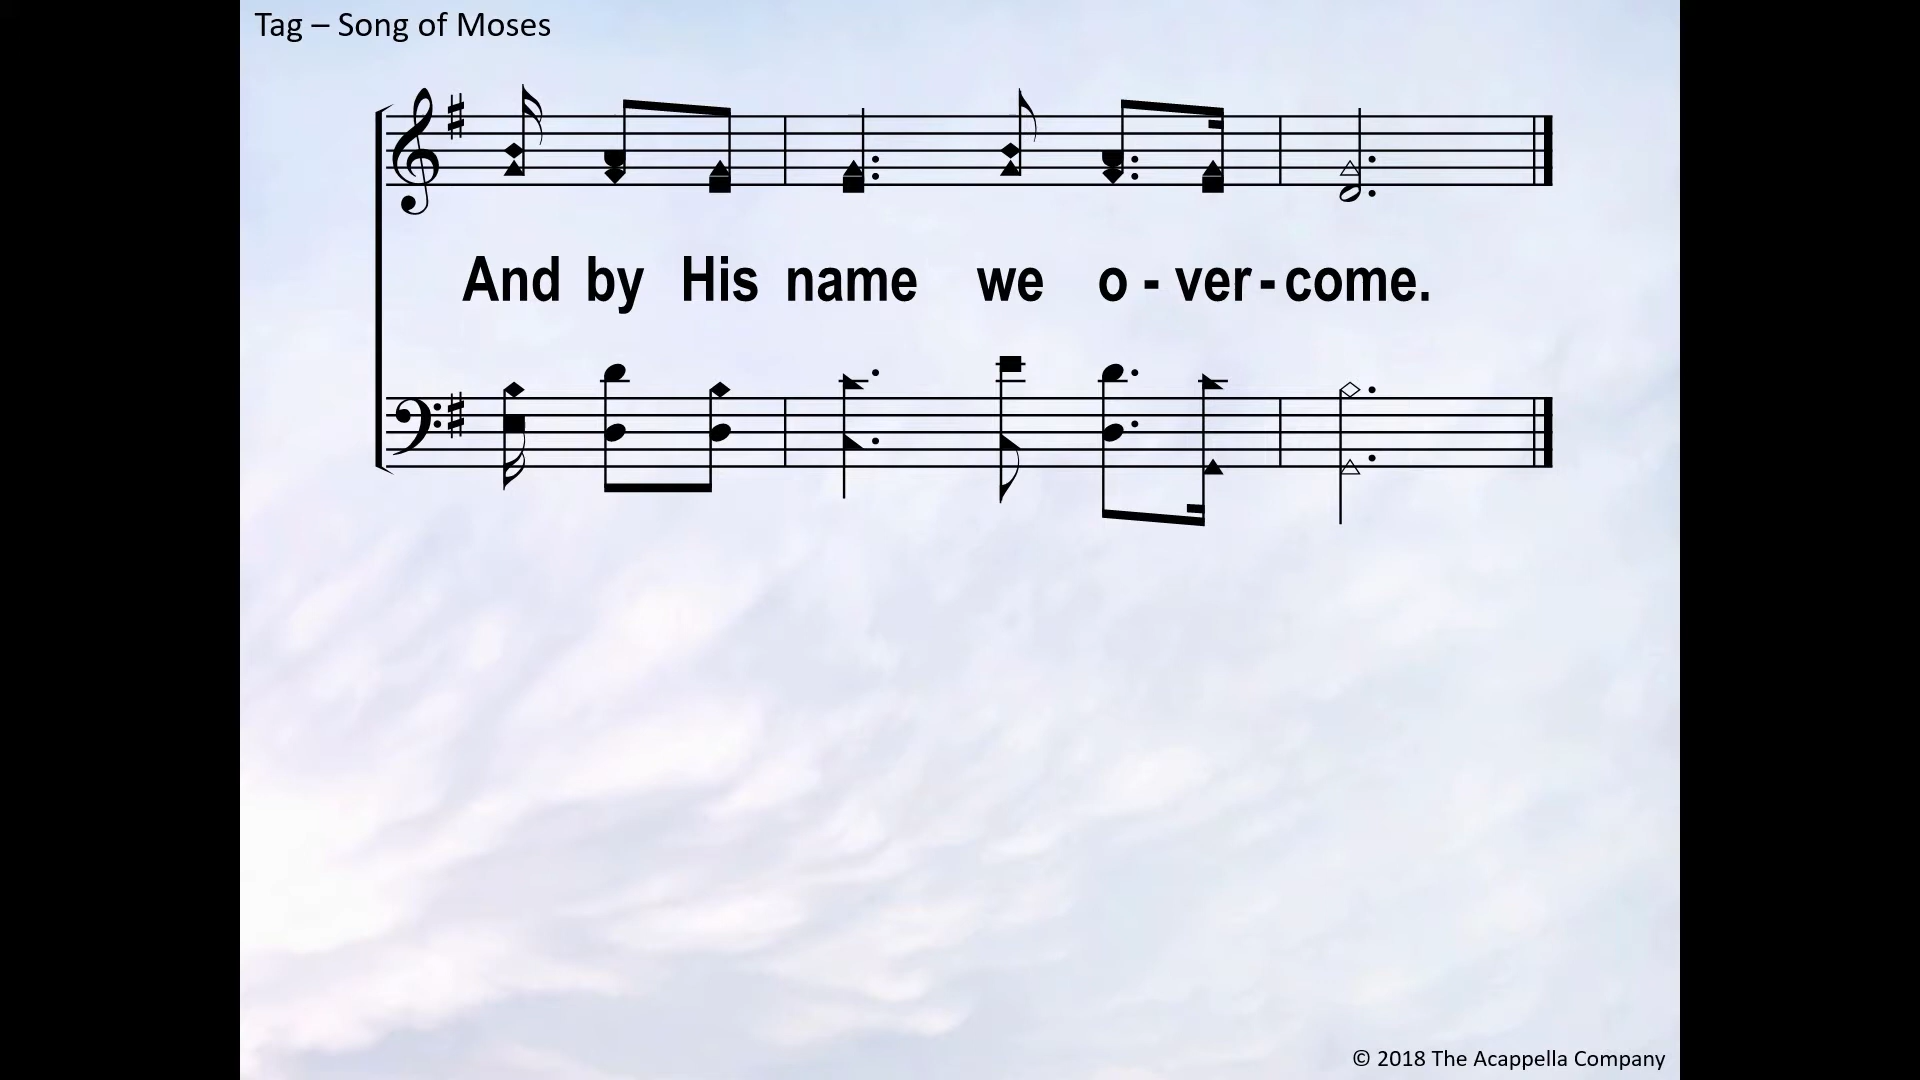 Tag – Song of Moses
And by His name we o - ver - come.
© 2018 The Acappella Company